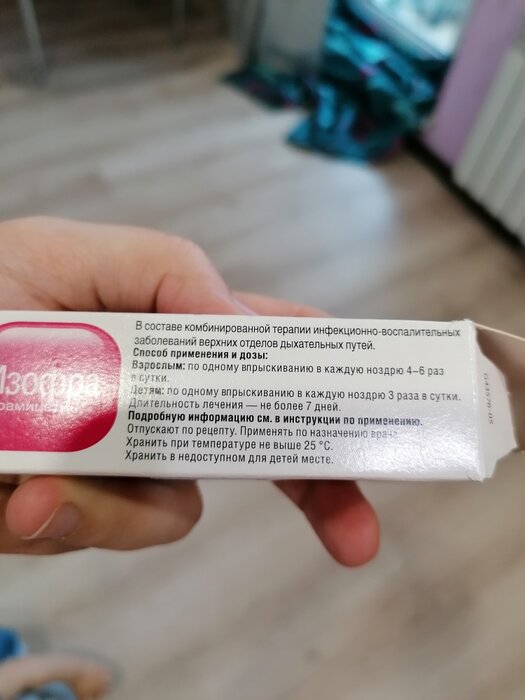 Изофра
В составе комбинированной терапии инфекционно-воспалительных
заболеваний верхних отделов дыхательных путей.
Способ применения и дозы:
Взрослым: по одному впрыскиванию в каждую ноздрю 4–6 раз
в сутки.
Детям: по одному впрыскиванию в каждую ноздрю 3 раза в сутки.
Длительность лечения — не более 7 дней.
Подробную информацию см. в инструкции по применению.
Отпускают по рецепту. Применять по назначению врача.
Хранить при температуре не выше 25 °C.
Хранить в недоступном для детей месте.